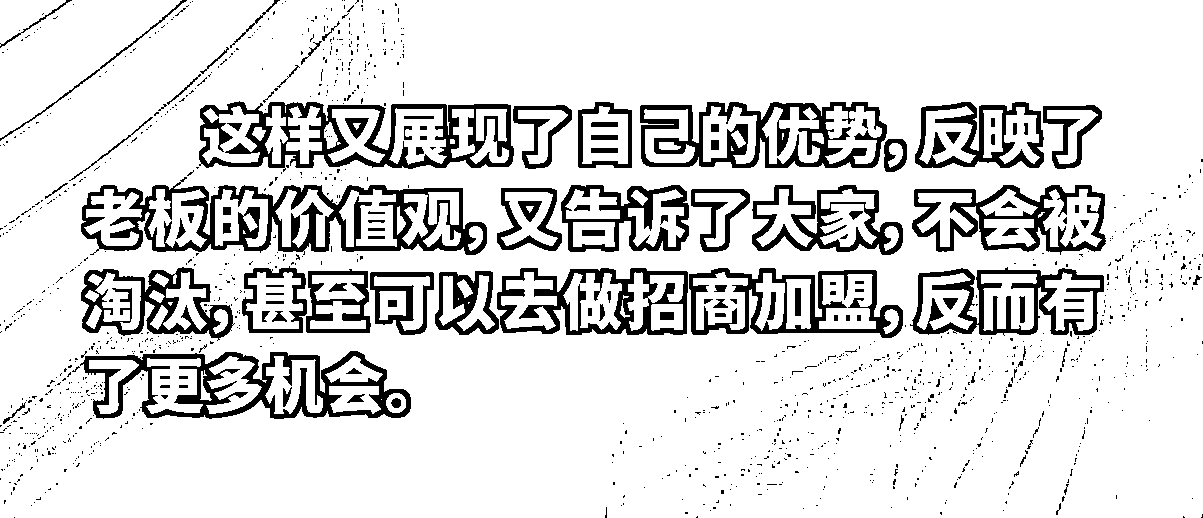 这样又展现了自己的优势，反映了
老板的价值观，又告诉了大家，不会被
淘汰，甚至可以去做招商加盟，反而有
了更多机会。